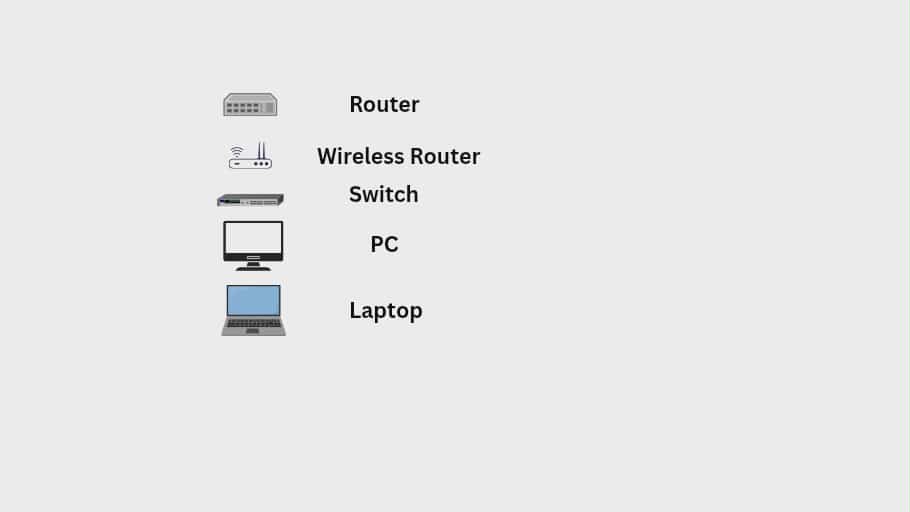 Router
Wireless Router
Switch
PC
Laptop